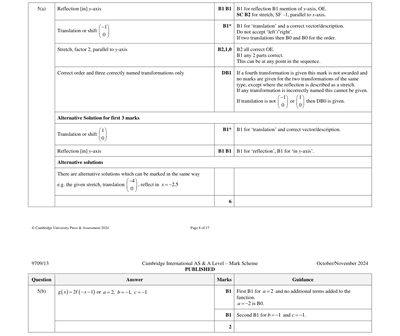 5(a) Reflection [in] y-axis B1 B1 B1 for reflection B1 mention of y-axis, OE.
SC B2 for stretch, SF –1, parallel to x-axis.
Translation or shift (−1 0) B1* B1 for 'translation' and a correct vector/description.
Do not accept 'left'/'right'.
If two translations then B0 and B0 for the order.
Stretch, factor 2, parallel to y-axis B2,1,0 B2 all correct OE.
B1 any 2 parts correct.
This can be at any point in the sequence.
Correct order and three correctly named transformations only DB1 If a fourth transformation is given this mark is not awarded and
no marks are given for the two transformations of the same
type, except where the reflection is described as a stretch.
If any transformation is incorrectly named this cannot be given.
If translation is not (−1 0) or (1 0) then DB0 is given.
Alternative Solution for first 3 marks
Translation or shift (1 0) B1* B1 for 'translation' and correct vector/description.
Reflection [in] y-axis B1 B1 B1 for 'reflection', B1 for 'in y-axis'.
Alternative solutions
There are alternative solutions which can be marked in the same way
e.g. the given stretch, translation (−4 0), reflect in x = −2.5
6
© Cambridge University Press & Assessment 2024 Page 8 of 17
9709/13 Cambridge International AS & A Level – Mark Scheme October/November 2024
PUBLISHED
Question Answer Marks Guidance
5(b) g(x) = 2f(−x−1) or a = 2, b = −1, c = −1 B1 First B1 for a = 2 and no additional terms added to the
function.
a = −2 is B0.
B1 Second B1 for b = −1 and c = −1.
2